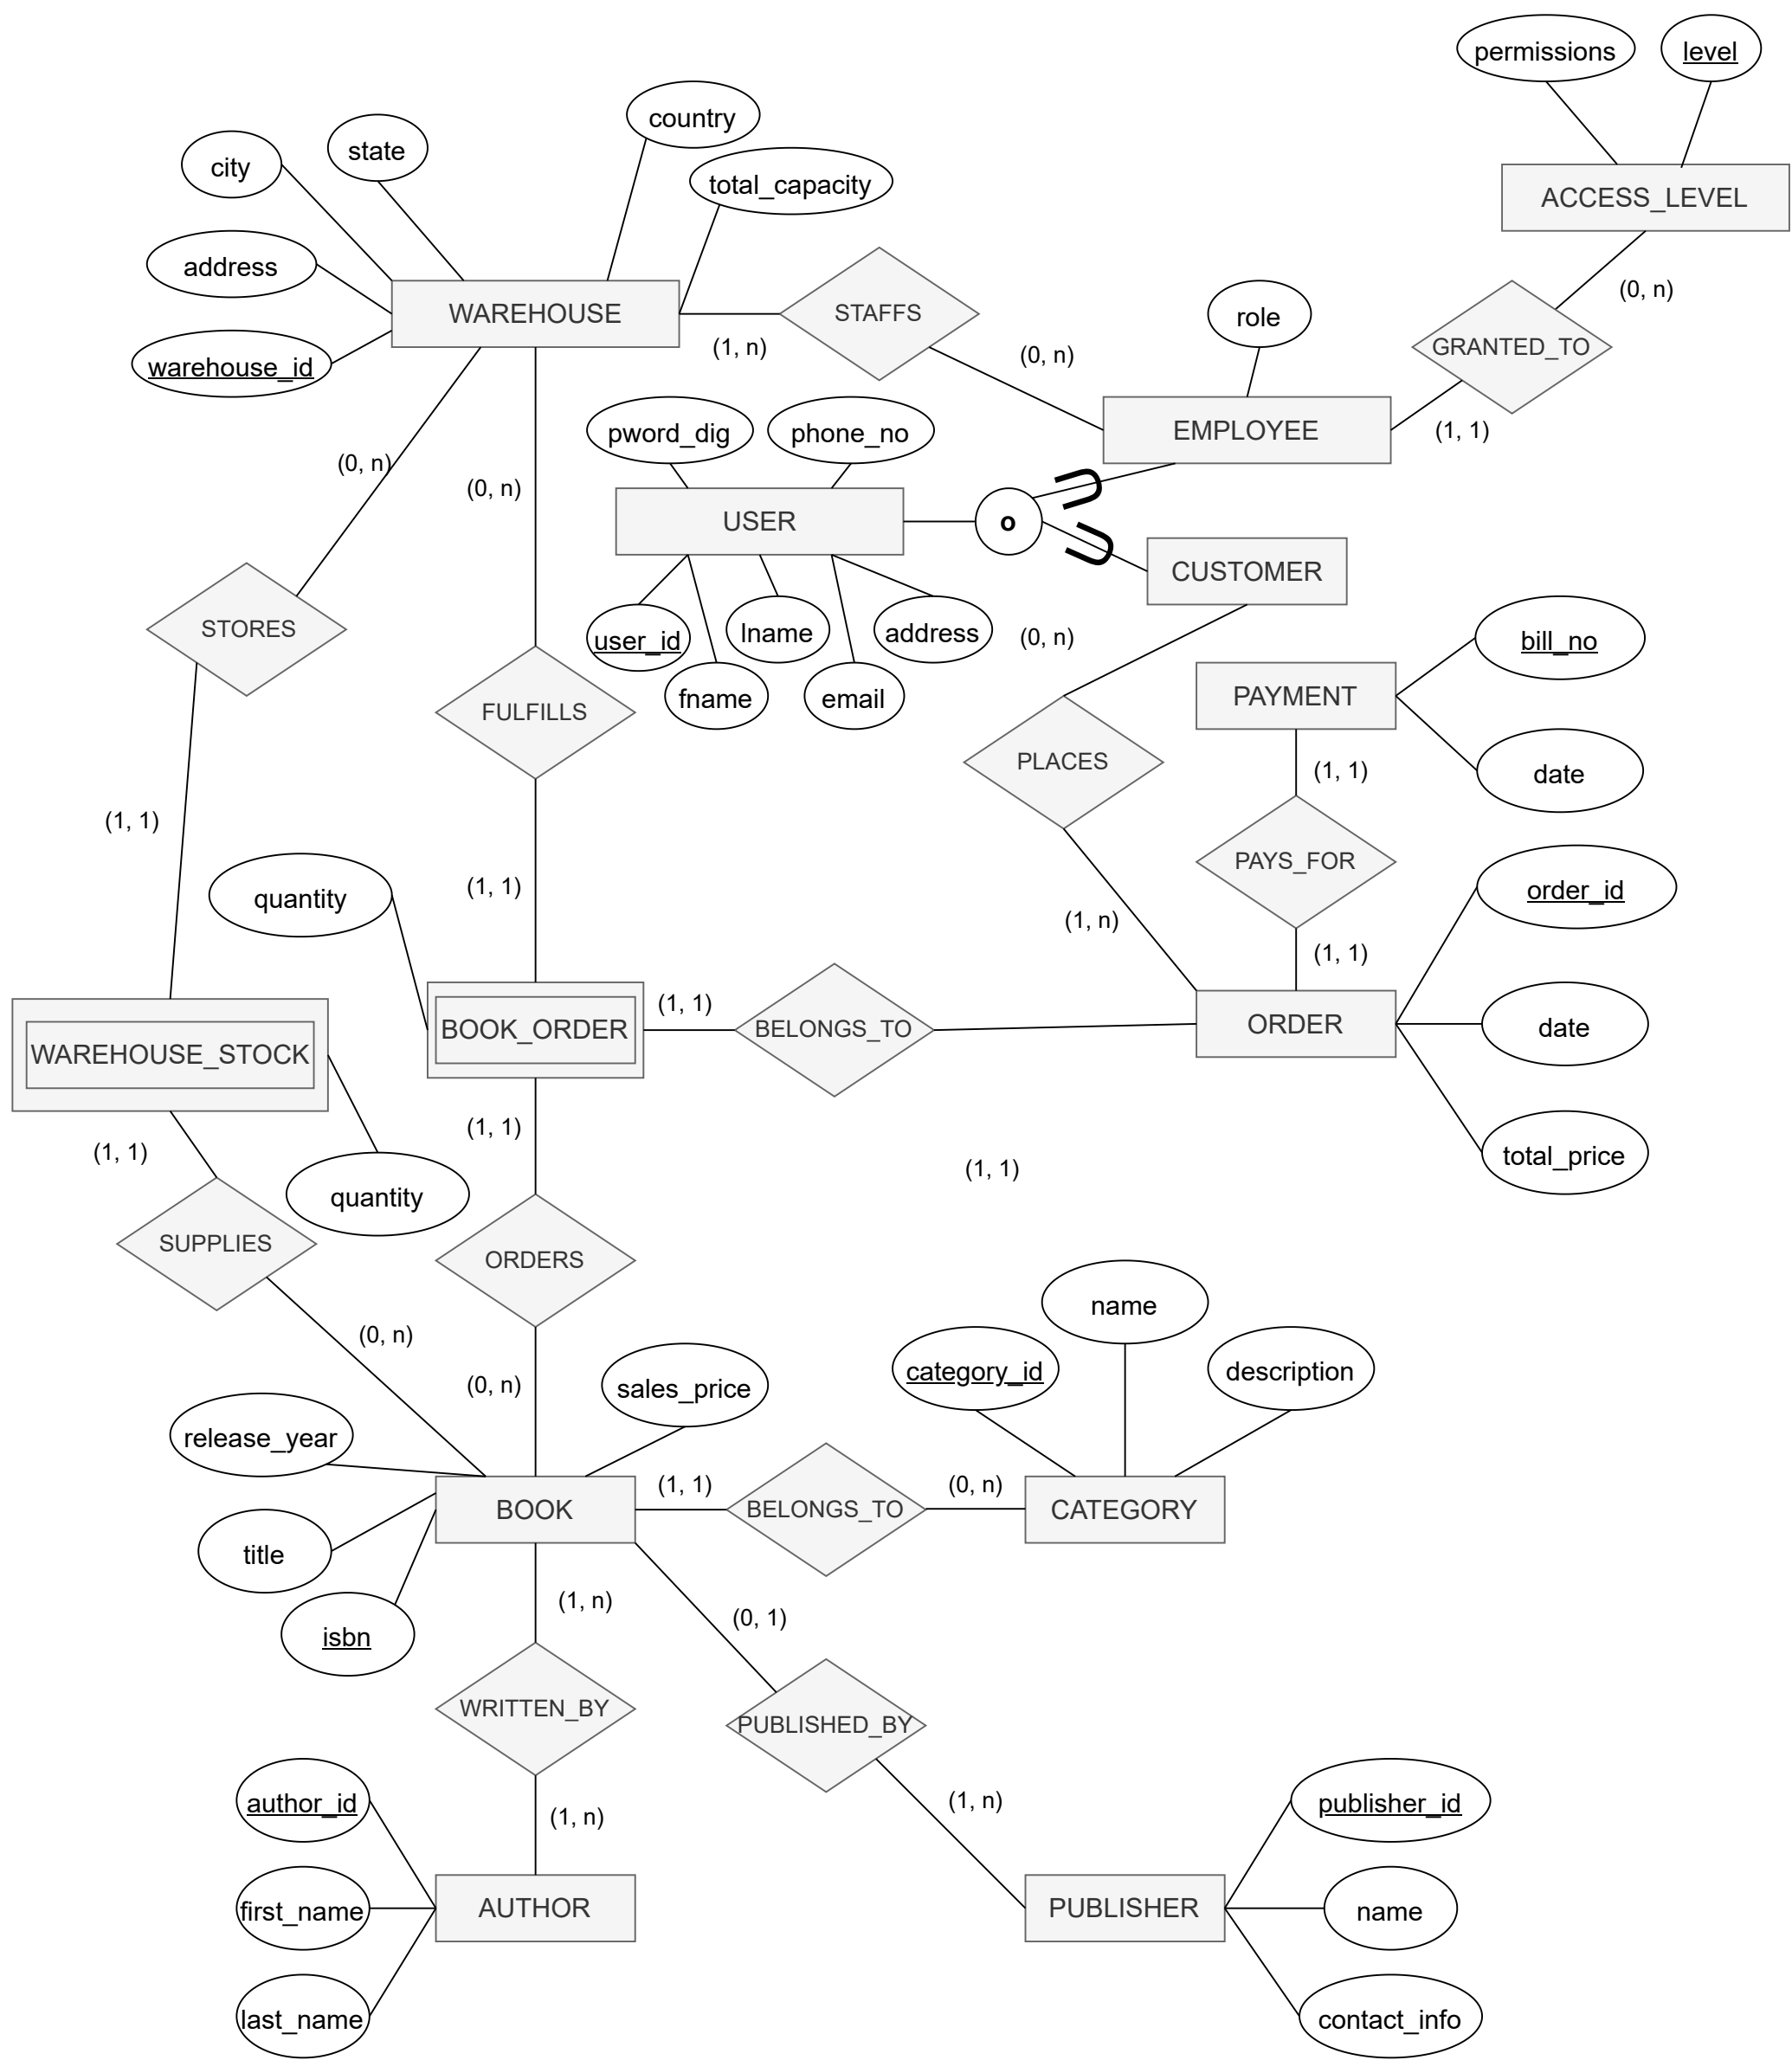 permissions
level
country
city
state
total_capacity
ACCESS_LEVEL
address
WAREHOUSE
STAFFS
role
(0, n)
warehouse_id
(1, n)
(0, n)
GRANTED_TO
pword_dig
phone_no
EMPLOYEE
(1, 1)
(0, n)
(0, n)
USER
o
CUSTOMER
STORES
user_id
lname
address
(0, n)
bill_no
fname
email
PAYMENT
FULFILLS
PLACES
(1, 1)
date
(1, 1)
PAYS_FOR
quantity
(1, 1)
order_id
(1, n)
(1, 1)
(1, 1)
BOOK_ORDER
BELONGS_TO
ORDER
date
WAREHOUSE_STOCK
(1, 1)
(1, 1)
(1, 1)
total_price
quantity
SUPPLIES
ORDERS
name
(0, n)
(0, n)
sales_price
category_id
description
release_year
(1, 1)
(0, n)
BOOK
BELONGS_TO
CATEGORY
title
(1, n)
(0, 1)
isbn
WRITTEN_BY
PUBLISHED_BY
author_id
(1, n)
(1, n)
publisher_id
first_name
AUTHOR
PUBLISHER
name
last_name
contact_info